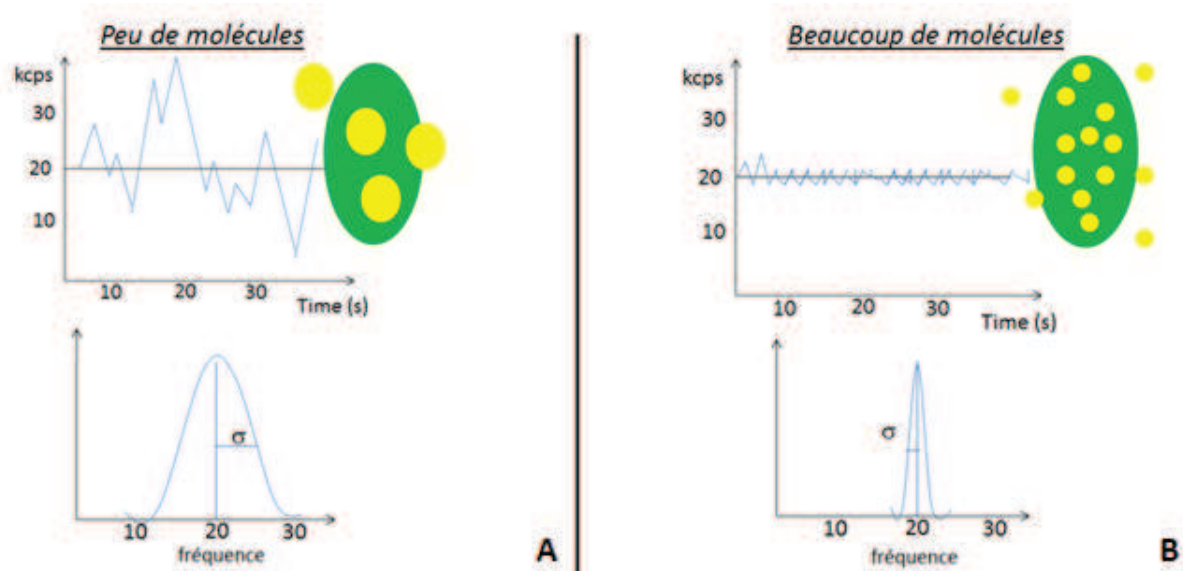 Peu de molécules
kcps
30
20
10
10 20 30
Time (s)
σ
10 20 30
fréquence
A
Beaucoup de molécules
kcps
30
20
10
10 20 30
Time (s)
σ
10 20 30
fréquence
B